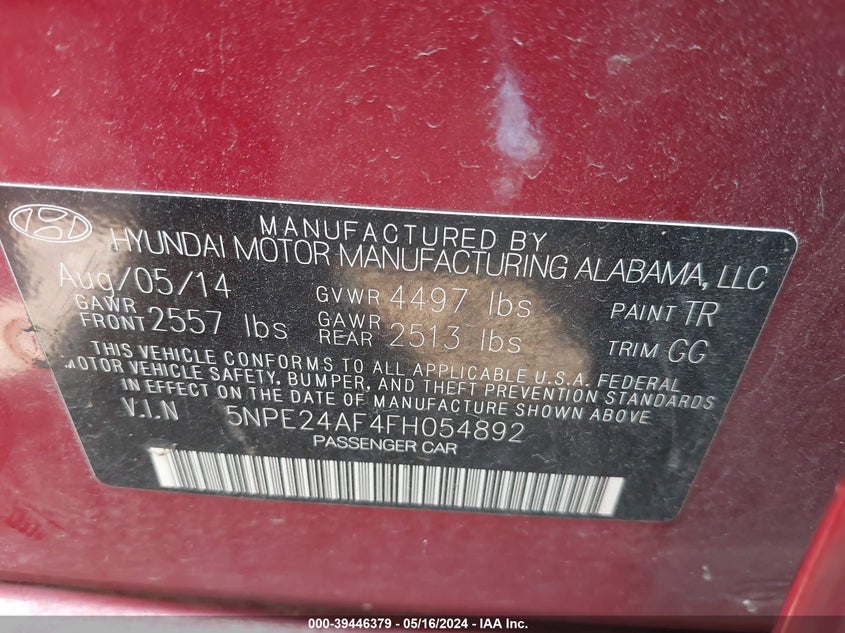 MANUFACTURED BY
HYUNDAI MOTOR MANUFACTURING ALABAMA, LLC
Aug/05/14 GVWR 4497 lbs PAINT TR
GAWR FRONT 2557 lbs GAWR REAR 2513 lbs TRIM GG
THIS VEHICLE CONFORMS TO ALL APPLICABLE U.S.A. FEDERAL
MOTOR VEHICLE SAFETY, BUMPER, AND THEFT PREVENTION STANDARDS
IN EFFECT ON THE DATE OF MANUFACTURE SHOWN ABOVE
V.I.N 5NPE24AF4FH054892
PASSENGER CAR
000-39446379 - 05/16/2024 - IAA Inc.